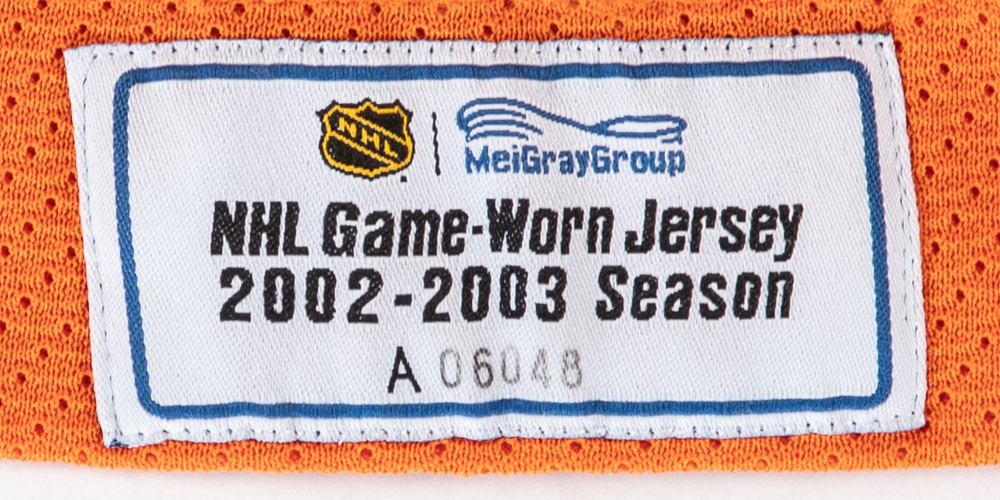 NHL
MeiGrayGroup
NHL Game-Worn Jersey
2002-2003 Season
A 06048